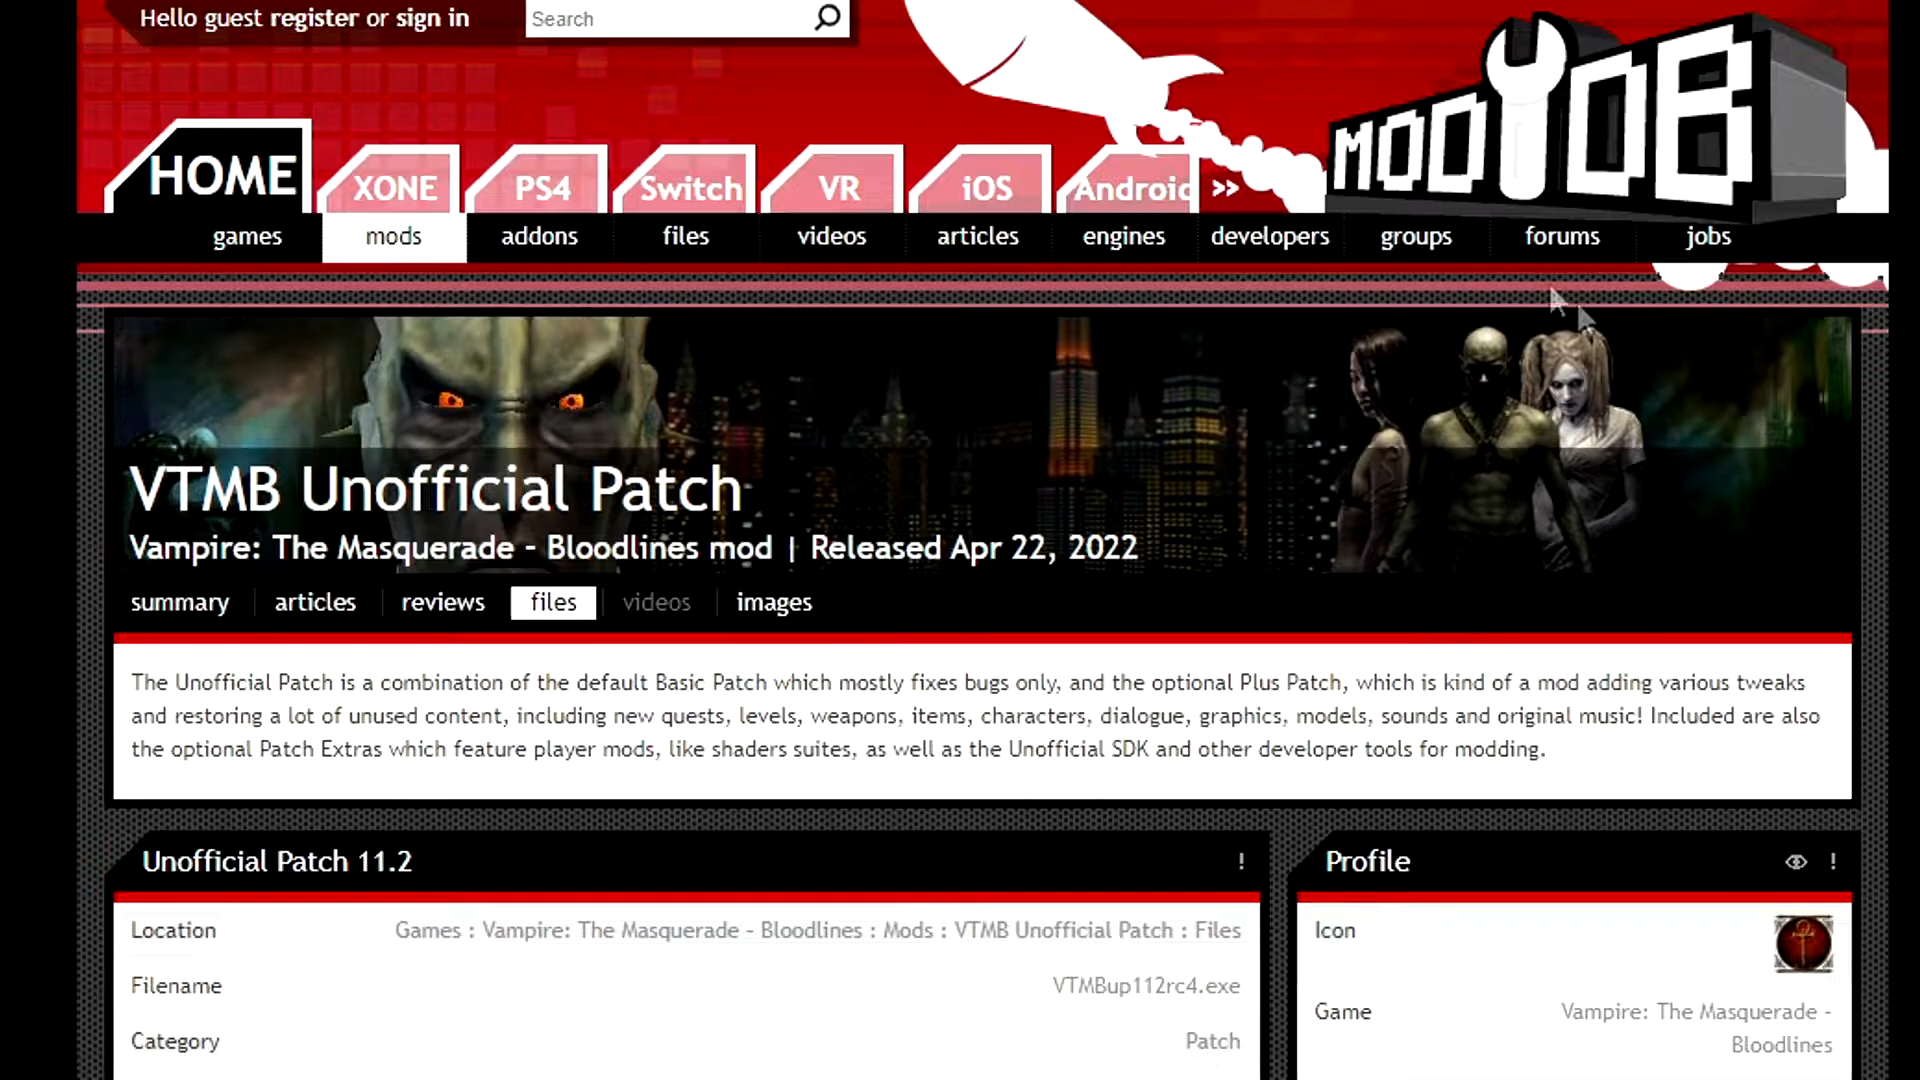 Hello guest register or sign in
Search
MODDB
HOME
XONE
PS4
Switch
VR
iOS
Android
»
games
mods
addons
files
videos
articles
engines
developers
groups
forums
jobs
VTMB Unofficial Patch
Vampire: The Masquerade - Bloodlines mod | Released Apr 22, 2022
summary
articles
reviews
files
videos
images
The Unofficial Patch is a combination of the default Basic Patch which mostly fixes bugs only, and the optional Plus Patch, which is kind of a mod adding various tweaks
and restoring a lot of unused content, including new quests, levels, weapons, items, characters, dialogue, graphics, models, sounds and original music! Included are also
the optional Patch Extras which feature player mods, like shaders suites, as well as the Unofficial SDK and other developer tools for modding.
Unofficial Patch 11.2
!
Location
Games : Vampire: The Masquerade - Bloodlines : Mods : VTMB Unofficial Patch : Files
Filename
VTMBup112rc4.exe
Category
Patch
Profile
!
Icon
Game
Vampire: The Masquerade -
Bloodlines